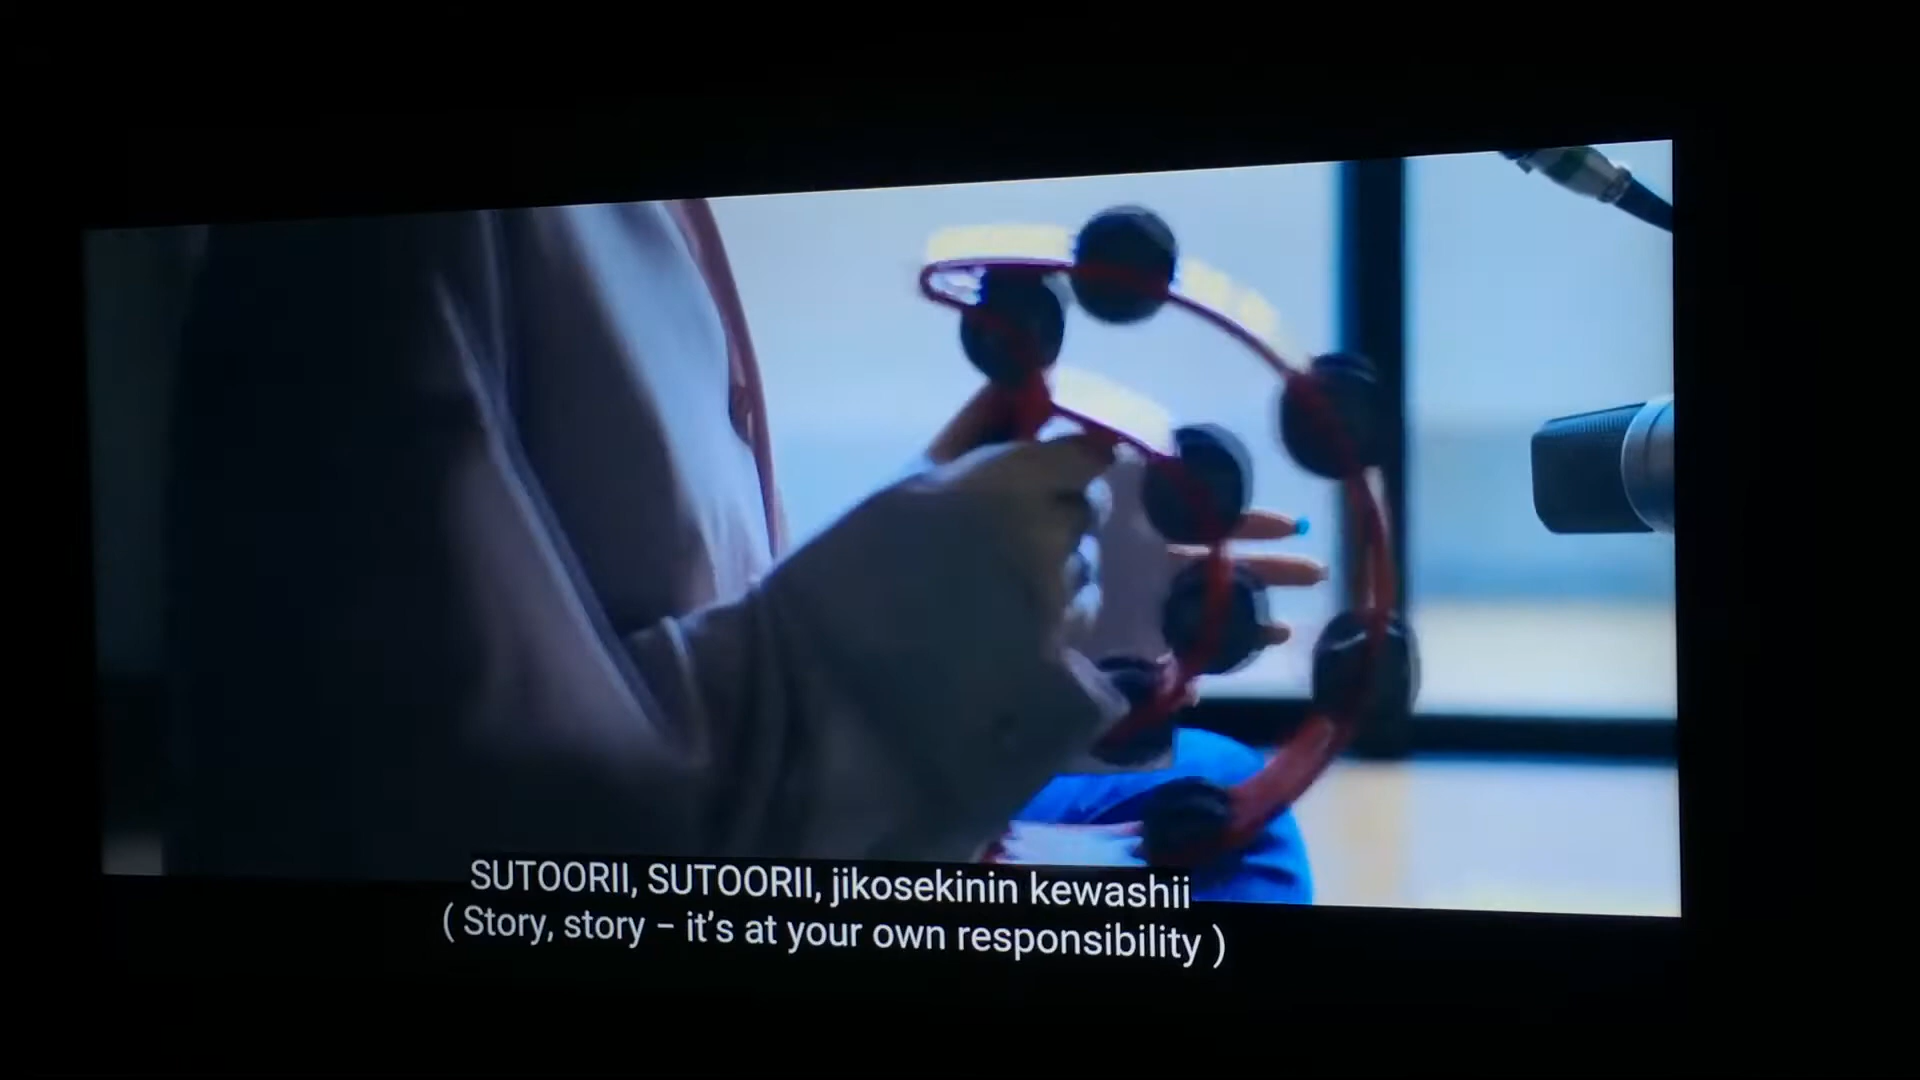 SUTOORII, SUTOORII, jikosekinin kewashii
( Story, story – it's at your own responsibility )